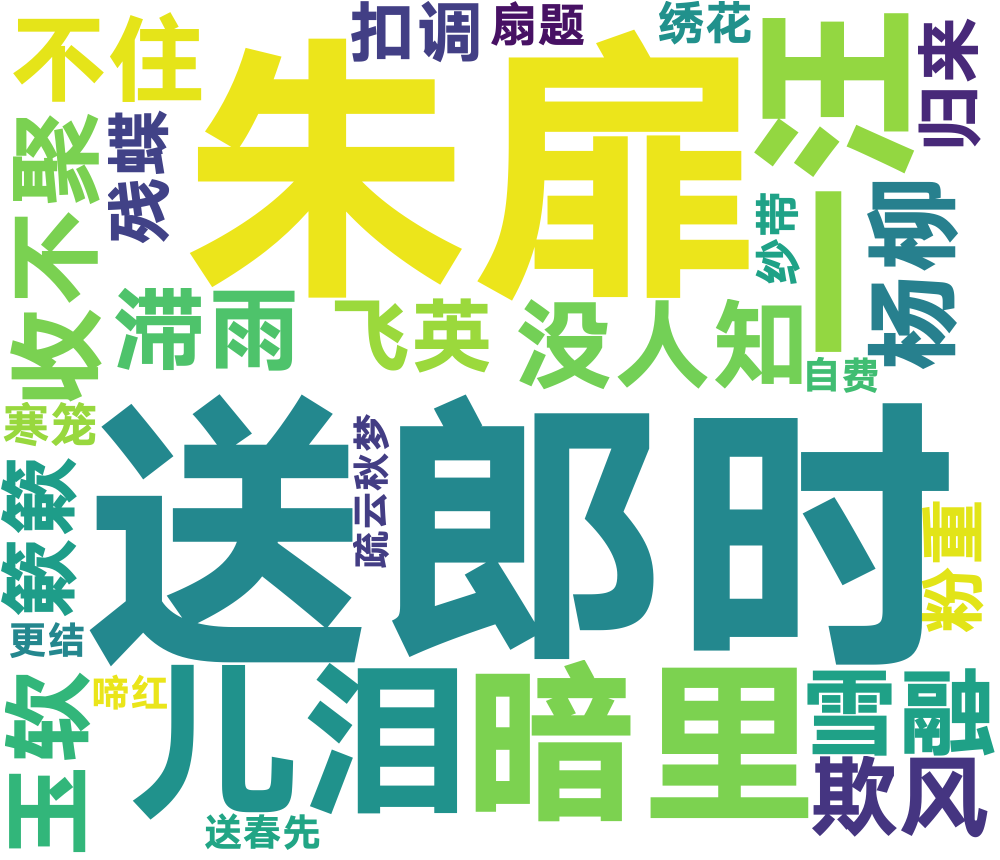 不住
扣调
扇题
绣花
归来
一汪
朱扉
残蝶
收不聚
杨柳
纱带
滞雨
飞英
没人知
自费
寒笼
簌簌
送郎时
疏云秋梦
粉重
更结
啼红
玉软
儿泪
暗里
雪融
欺风
送春先